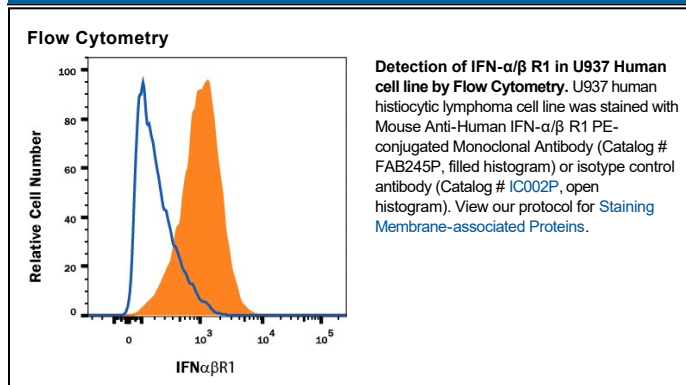 Flow Cytometry
100
80
60
40
20
0
Relative Cell Number
0
10³
10⁴
10⁵
IFNαβR1
Detection of IFN-α/β R1 in U937 Human
cell line by Flow Cytometry. U937 human
histiocytic lymphoma cell line was stained with
Mouse Anti-Human IFN-α/β R1 PE-
conjugated Monoclonal Antibody (Catalog #
FAB245P, filled histogram) or isotype control
antibody (Catalog # IC002P, open
histogram). View our protocol for Staining
Membrane-associated Proteins.